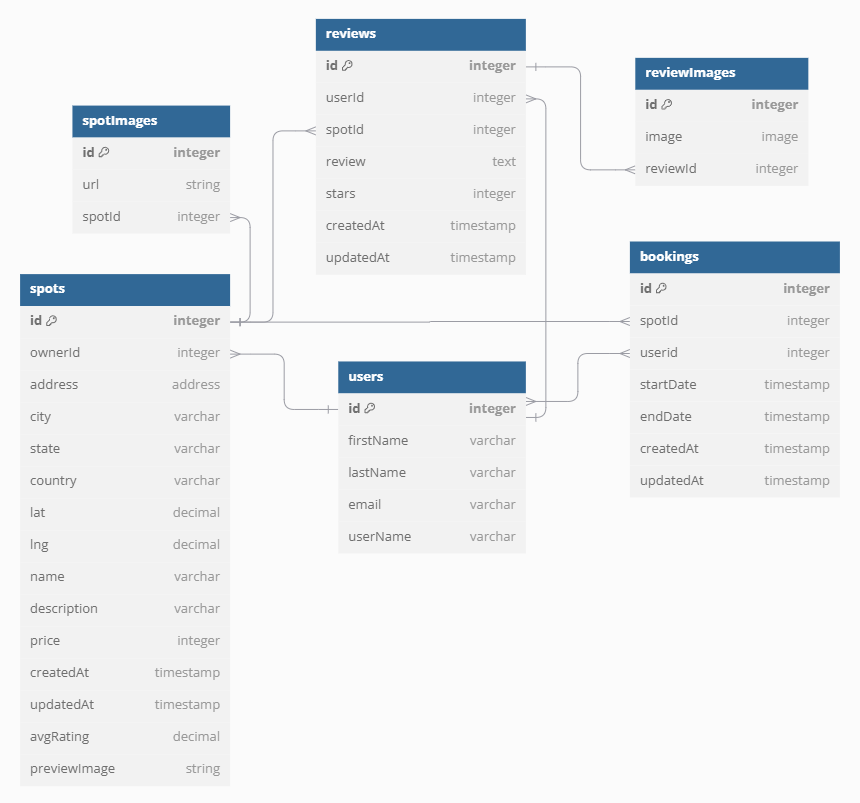 reviews
id integer
userId integer
spotId integer
review text
stars integer
createdAt timestamp
updatedAt timestamp
reviewImages
id integer
image image
reviewId integer
spotImages
id integer
url string
spotId integer
bookings
id integer
spotId integer
userid integer
startDate timestamp
endDate timestamp
createdAt timestamp
updatedAt timestamp
spots
id integer
ownerId integer
address address
city varchar
state varchar
country varchar
lat decimal
lng decimal
name varchar
description varchar
price integer
createdAt timestamp
updatedAt timestamp
avgRating decimal
previewImage string
users
id integer
firstName varchar
lastName varchar
email varchar
userName varchar